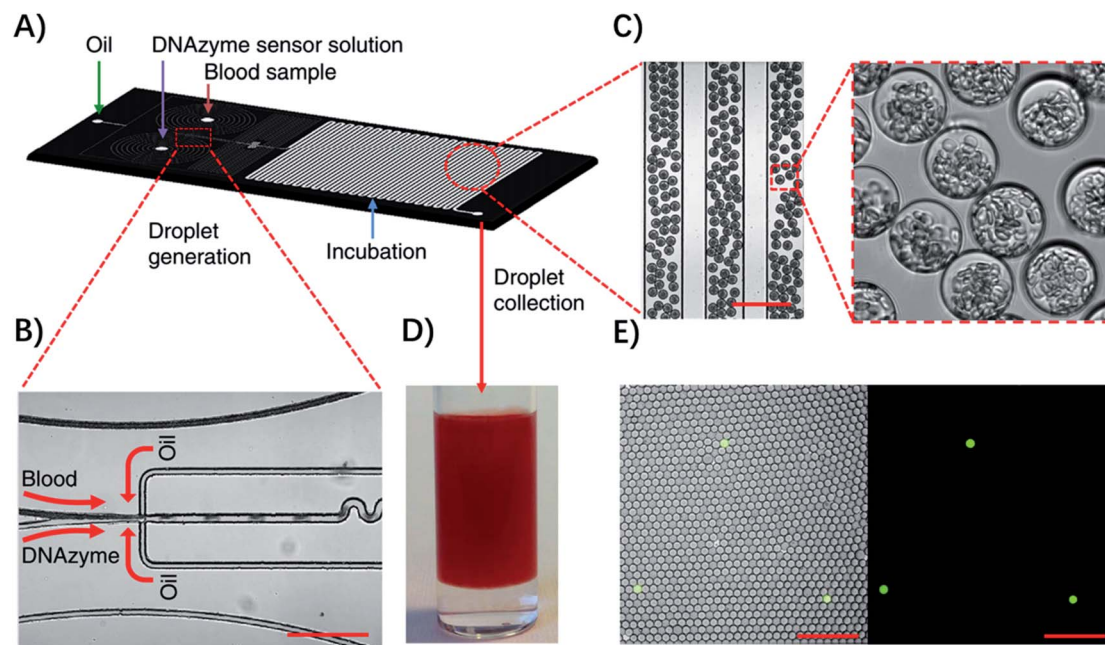 A)
Oil
DNAzyme sensor solution
Blood sample
Droplet
generation
Incubation
Droplet
collection
C)
B)
Blood
DNAzyme
Oil
Oil
D)
E)